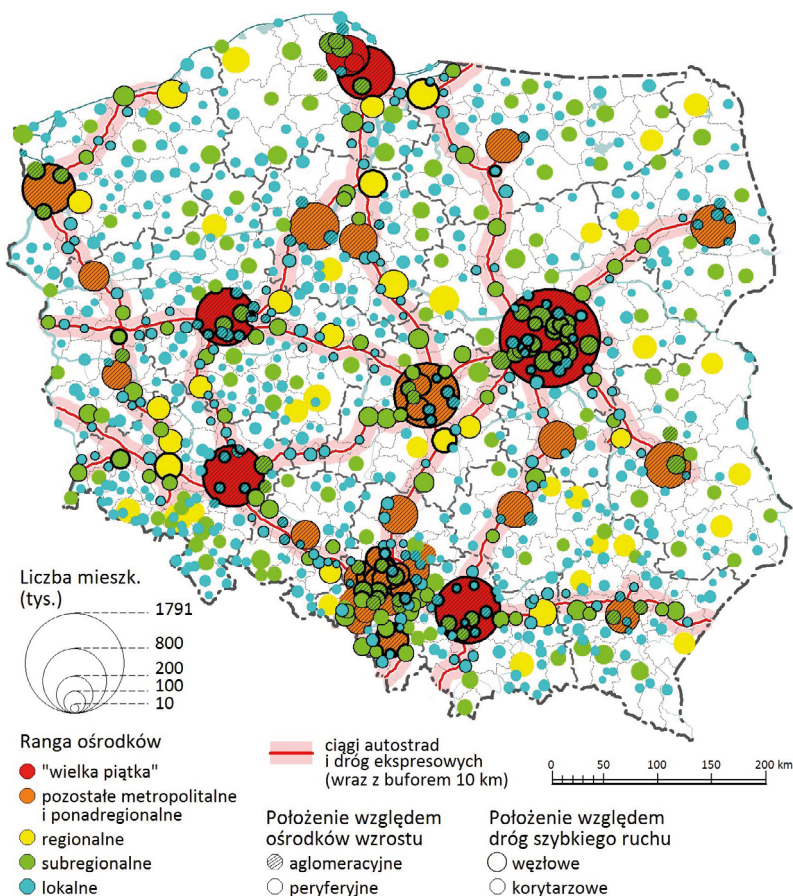 Liczba mieszk.
(tys.)
1791
800
200
100
10
Ranga ośrodków
"wielka piątka"
pozostałe metropolitalne
i ponadregionalne
regionalne
subregionalne
lokalne
ciągi autostrad
i dróg ekspresowych
(wraz z buforem 10 km)
0 50 100 150 200 km
Położenie względem
ośrodków wzrostu
aglomeracyjne
peryferyjne
Położenie względem
dróg szybkiego ruchu
węzłowe
korytarzowe